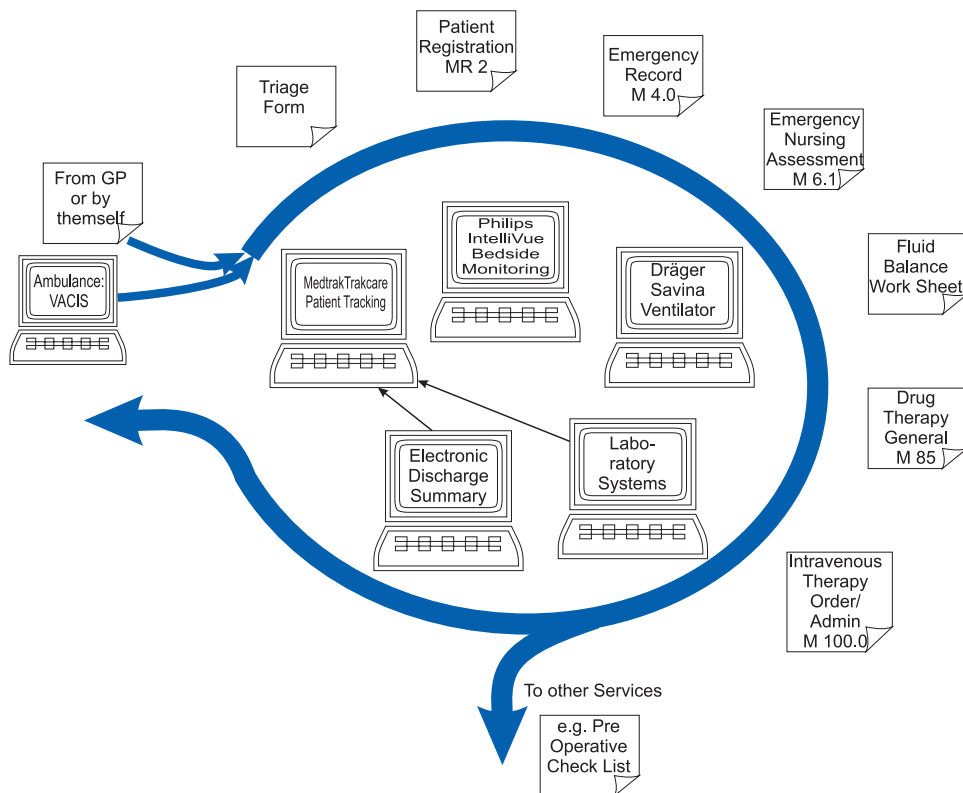 Patient
Registration
MR 2
Emergency
Record
M 4.0
Triage
Form
Emergency
Nursing
Assessment
M 6.1
From GP
or by
themself
Ambulance:
VACIS
MedtrakTrakcare
Patient Tracking
Philips
IntelliVue
Bedside
Monitoring
Dräger
Savina
Ventilator
Fluid
Balance
Work Sheet
Drug
Therapy
General
M 85
Electronic
Discharge
Summary
Labo-
ratory
Systems
Intravenous
Therapy
Order/
Admin
M 100.0
To other Services
e.g. Pre
Operative
Check List